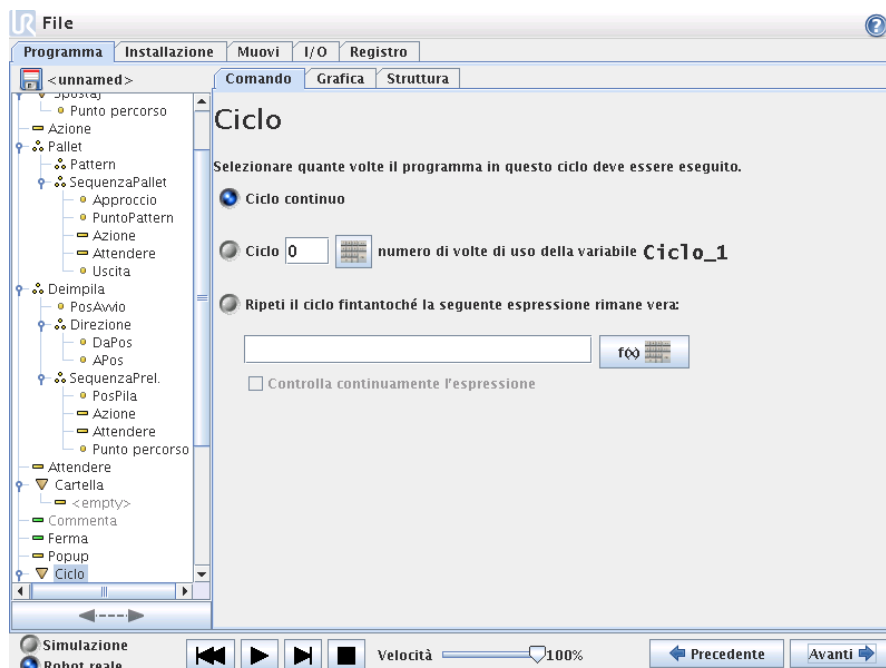 UR File
Programma Installazione Muovi I/O Registro
<unnamed> Comando Grafica Struttura
Punto percorso
Azione
Pallet
Pattern
SequenzaPallet
Approccio
PuntoPattern
Azione
Attendere
Uscita
Deimpila
PosAvvio
Direzione
DaPos
APos
SequenzaPrel.
PosPila
Azione
Attendere
Punto percorso
Attendere
Cartella
<empty>
Commenta
Ferma
Popup
Ciclo
Ciclo
Selezionare quante volte il programma in questo ciclo deve essere eseguito.
Ciclo continuo
Ciclo 0 numero di volte di uso della variabile Ciclo_1
Ripeti il ciclo fintantoché la seguente espressione rimane vera:
f(x)
Controlla continuamente l'espressione
Simulazione
Robot reale
Velocità 100%
Precedente Avanti